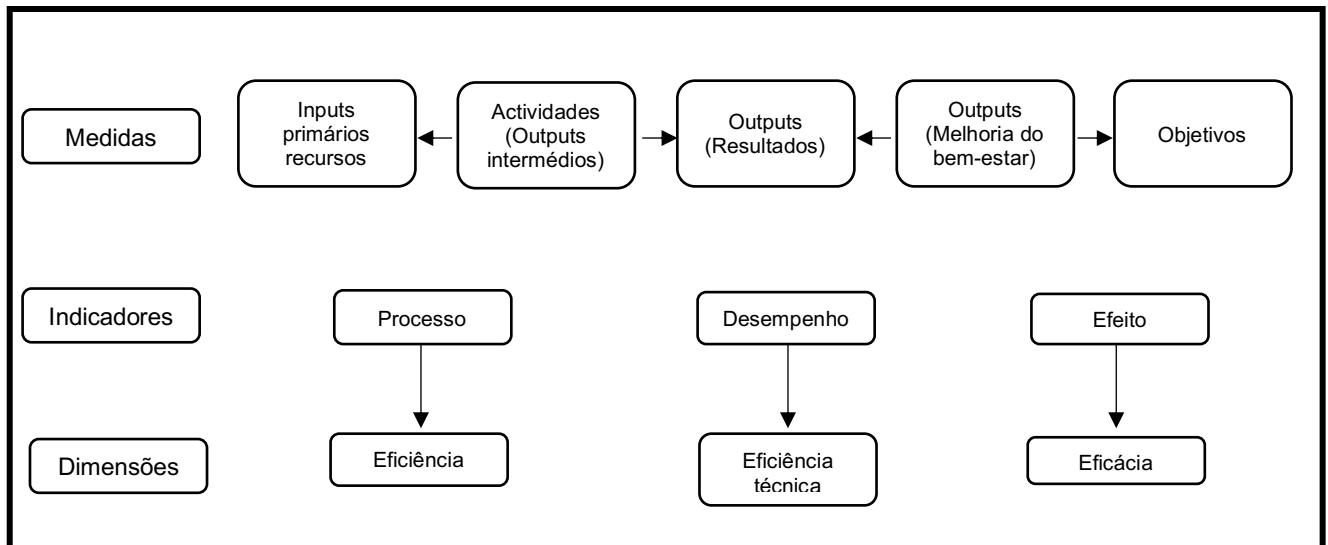 Medidas
Inputs
primários
recursos
Actividades
(Outputs
intermédios)
Outputs
(Resultados)
Outputs
(Melhoria do
bem-estar)
Objetivos
Indicadores
Processo
Desempenho
Efeito
Dimensões
Eficiência
Eficiência
técnica
Eficácia